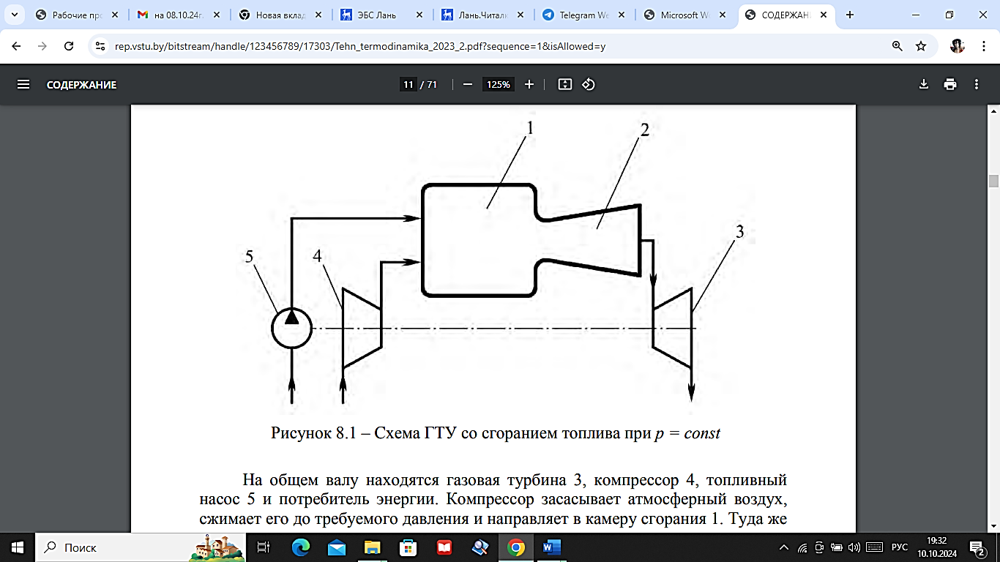 Рабочие про
на 08.10.24г.
Новая вклад
ЭБС Лань
Лань.Читалк
Telegram We
Microsoft W
СОДЕРЖАНИ
rep.vstu.by/bitstream/handle/123456789/17303/Tehn_termodinamika_2023_2.pdf?sequence=1&isAllowed=y
СОДЕРЖАНИЕ
11 / 71
125%
1
2
3
5
4
Рисунок 8.1 – Схема ГТУ со сгоранием топлива при p = const
На общем валу находятся газовая турбина 3, компрессор 4, топливный
насос 5 и потребитель энергии. Компрессор засасывает атмосферный воздух,
сжимает его до требуемого давления и направляет в камеру сгорания 1. Туда же
Поиск
РУС
19:32
10.10.2024
2